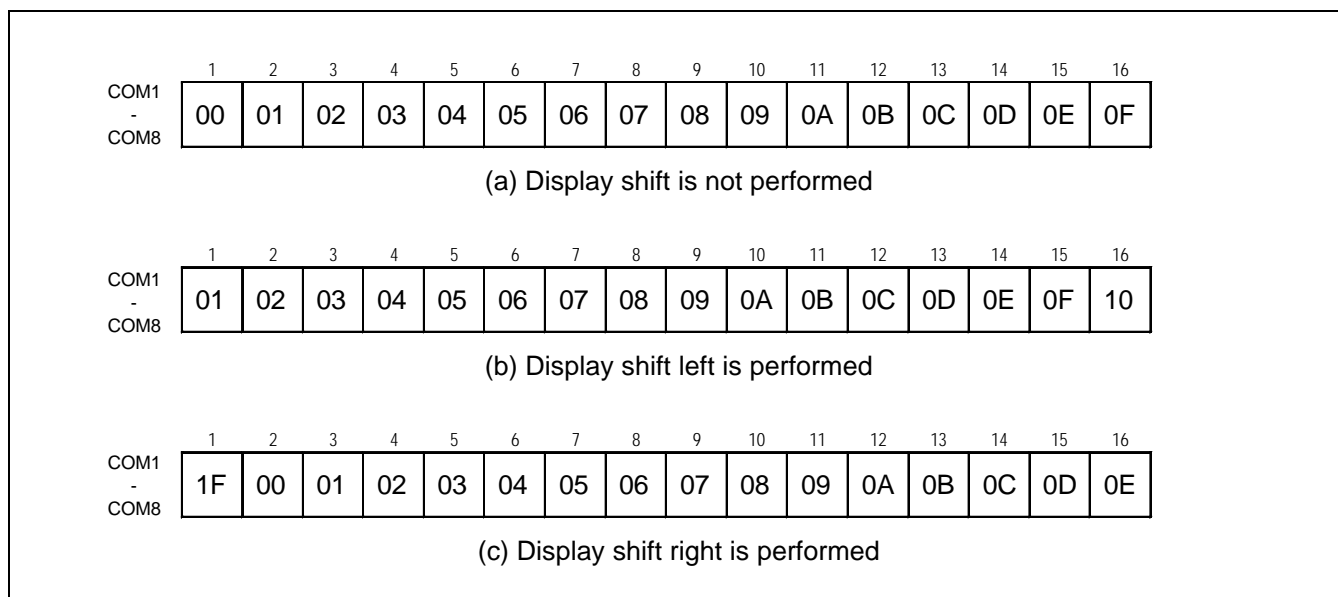 1 2 3 4 5 6 7 8 9 10 11 12 13 14 15 16
COM1
-
COM8
00 01 02 03 04 05 06 07 08 09 0A 0B 0C 0D 0E 0F
(a) Display shift is not performed
1 2 3 4 5 6 7 8 9 10 11 12 13 14 15 16
COM1
-
COM8
01 02 03 04 05 06 07 08 09 0A 0B 0C 0D 0E 0F 10
(b) Display shift left is performed
1 2 3 4 5 6 7 8 9 10 11 12 13 14 15 16
COM1
-
COM8
1F 00 01 02 03 04 05 06 07 08 09 0A 0B 0C 0D 0E
(c) Display shift right is performed